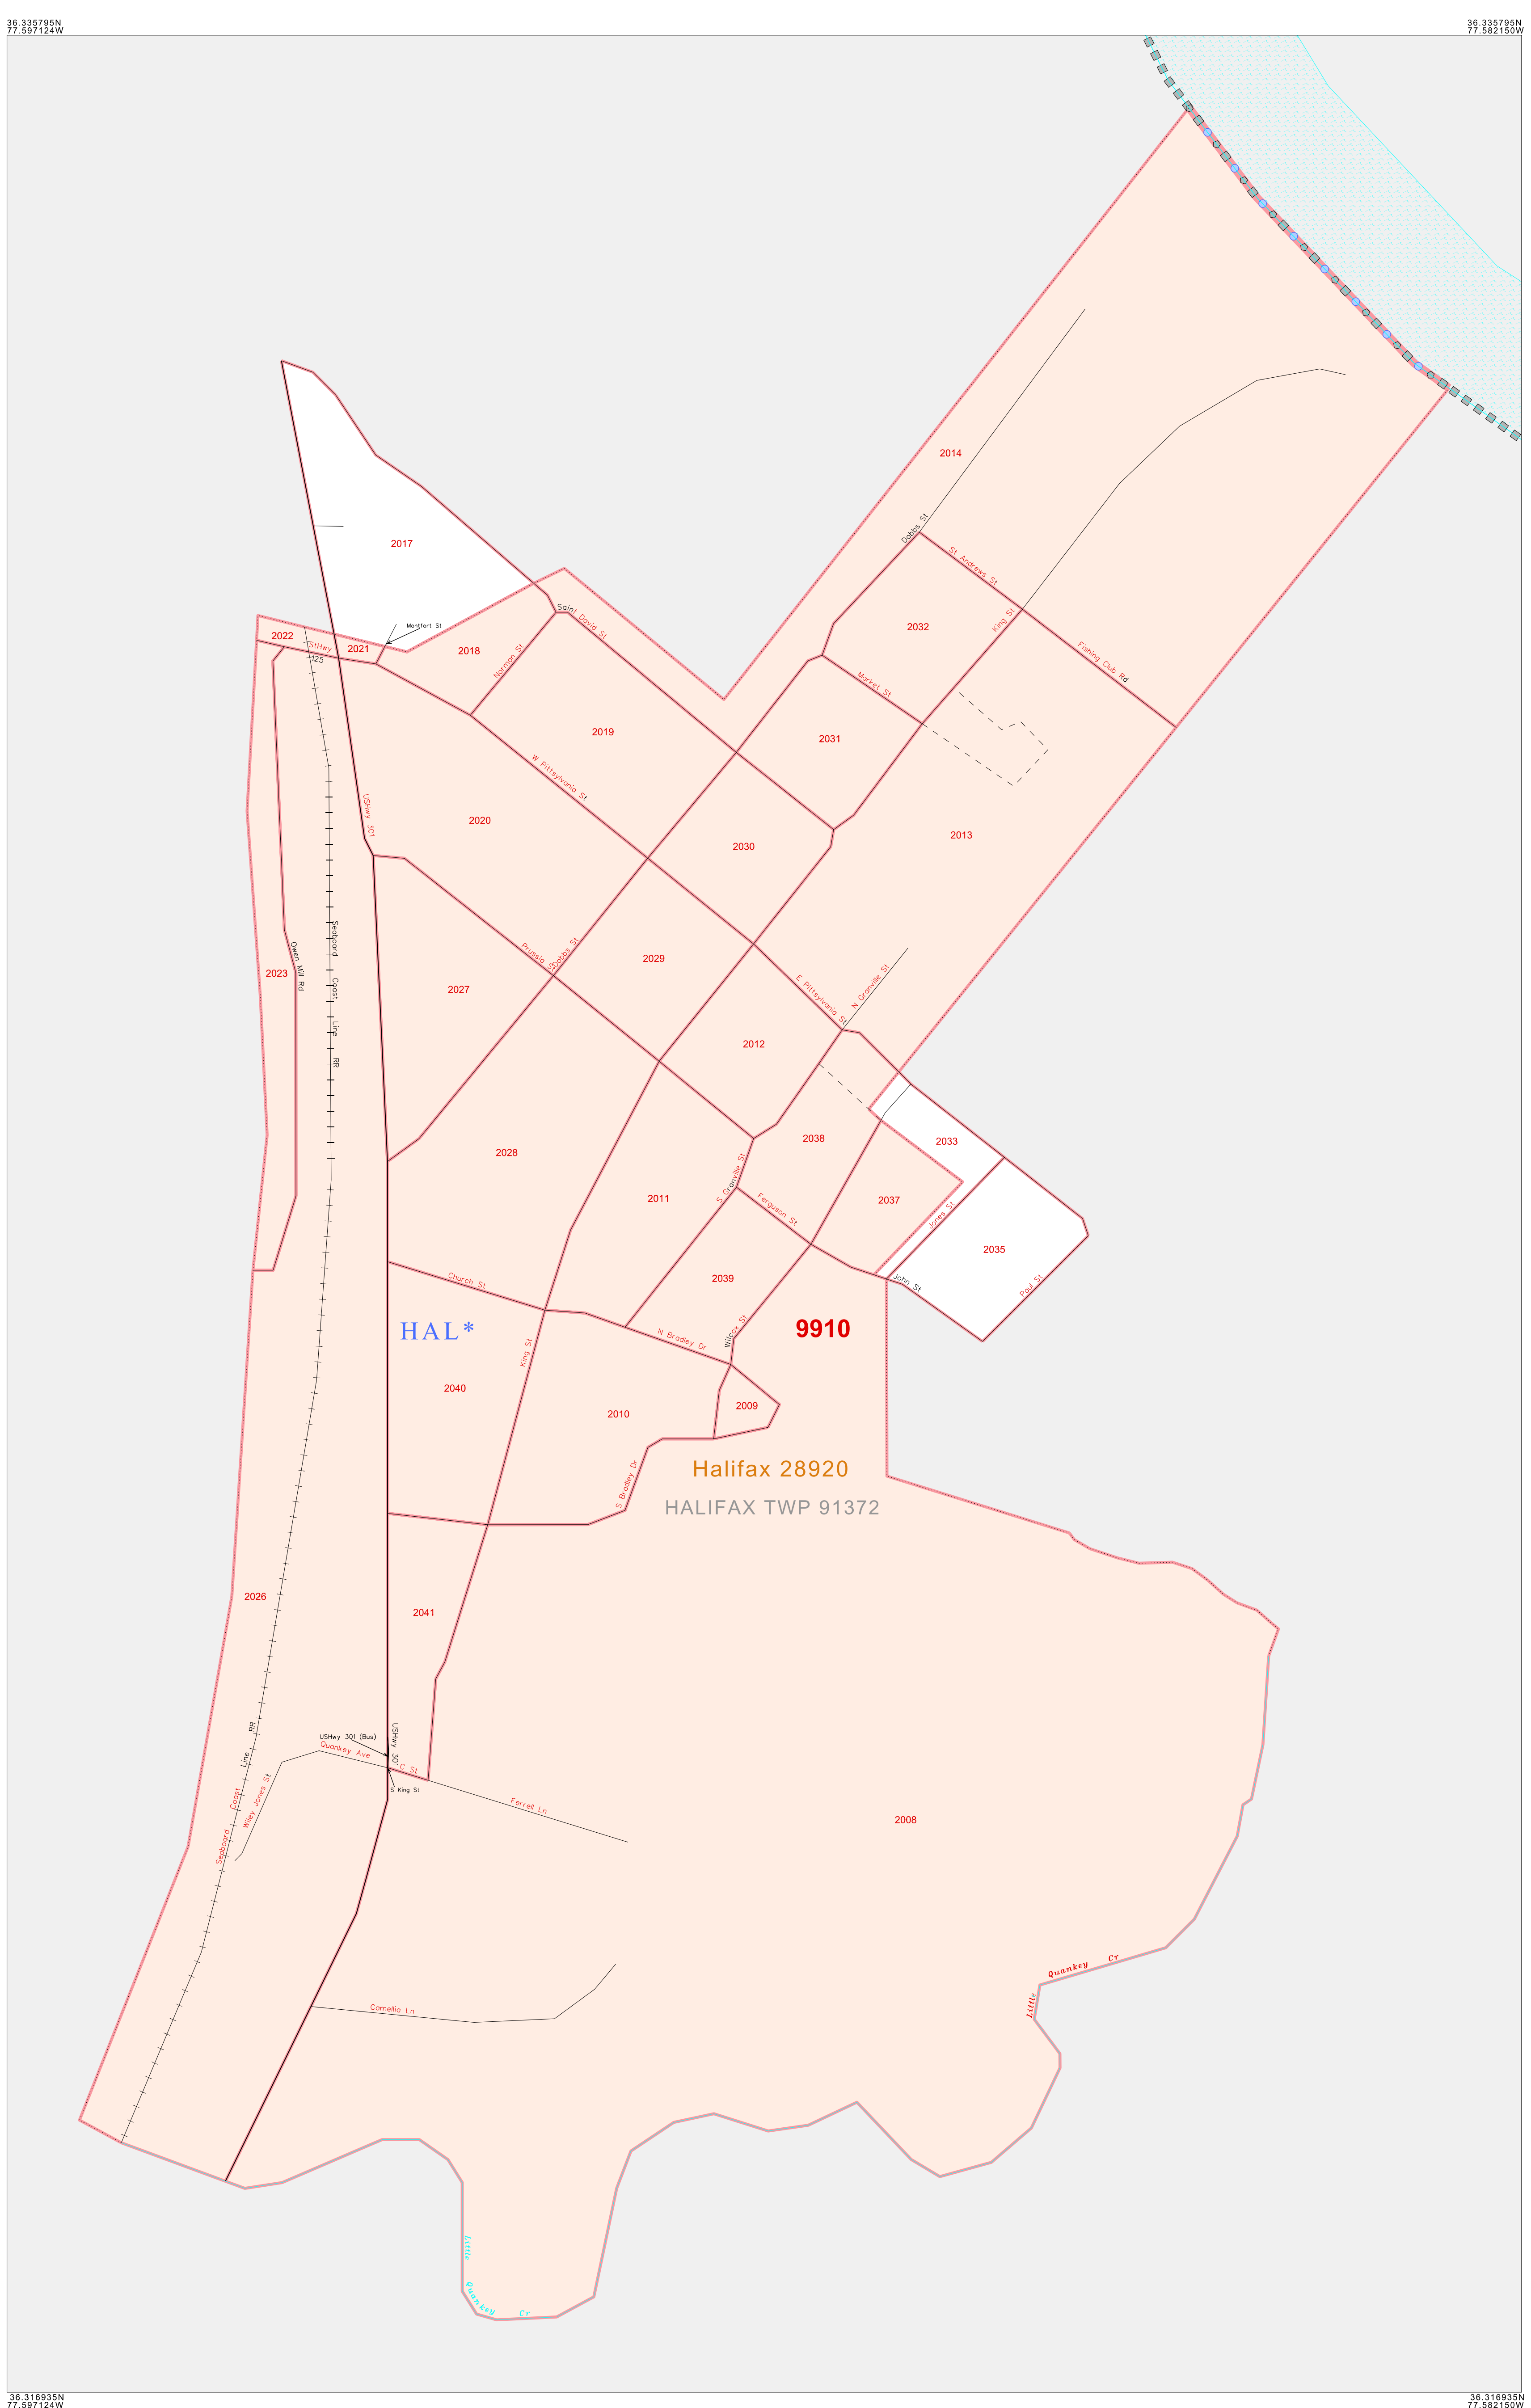 36.335795N
77.597124W
36.335795N
77.582150W
2014
Dobbs St
2017
St Andrews St
Saint David St
Montfort St
2032
King St
2022
StHwy
125
2021
2018
Norman St
Fishing Club Rd
Market St
2019
2031
W Pittsylvania St
USHwy 301
2020
2030
2013
Prussia St
Dobbs St
2029
Seaboard Coast Line RR
Owen Mill Rd
2023
2027
E Pittsylvania St
N Granville St
2012
2038
2033
2028
S Granville St
2011
Ferguson St
2037
Jones St
2035
Church St
2039
John St
Paul St
HAL*
King St
N Bradley Dr
Wilcox St
9910
2040
2010
2009
Halifax 28920
S Bradley Dr
HALIFAX TWP 91372
2026
2041
USHwy 301 (Bus)
USHwy 301
Quankey Ave
C St
S King St
Seaboard Coast Line RR
Wiley Jones St
Ferrell Ln
2008
Little Quankey Cr
Camellia Ln
Little Quankey Cr
36.316935N
77.597124W
36.316935N
77.582150W